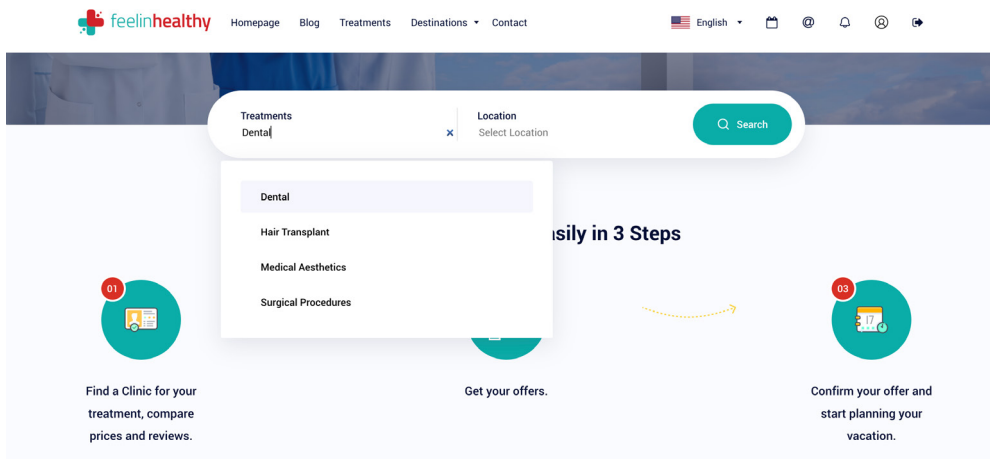 feelinhealthy
Homepage Blog Treatments Destinations Contact
English
Treatments
Dental
Location
Select Location
Search
Dental
Hair Transplant
Medical Aesthetics
Surgical Procedures
in 3 Steps
01
03
17
Find a Clinic for your
treatment, compare
prices and reviews.
Get your offers.
Confirm your offer and
start planning your
vacation.